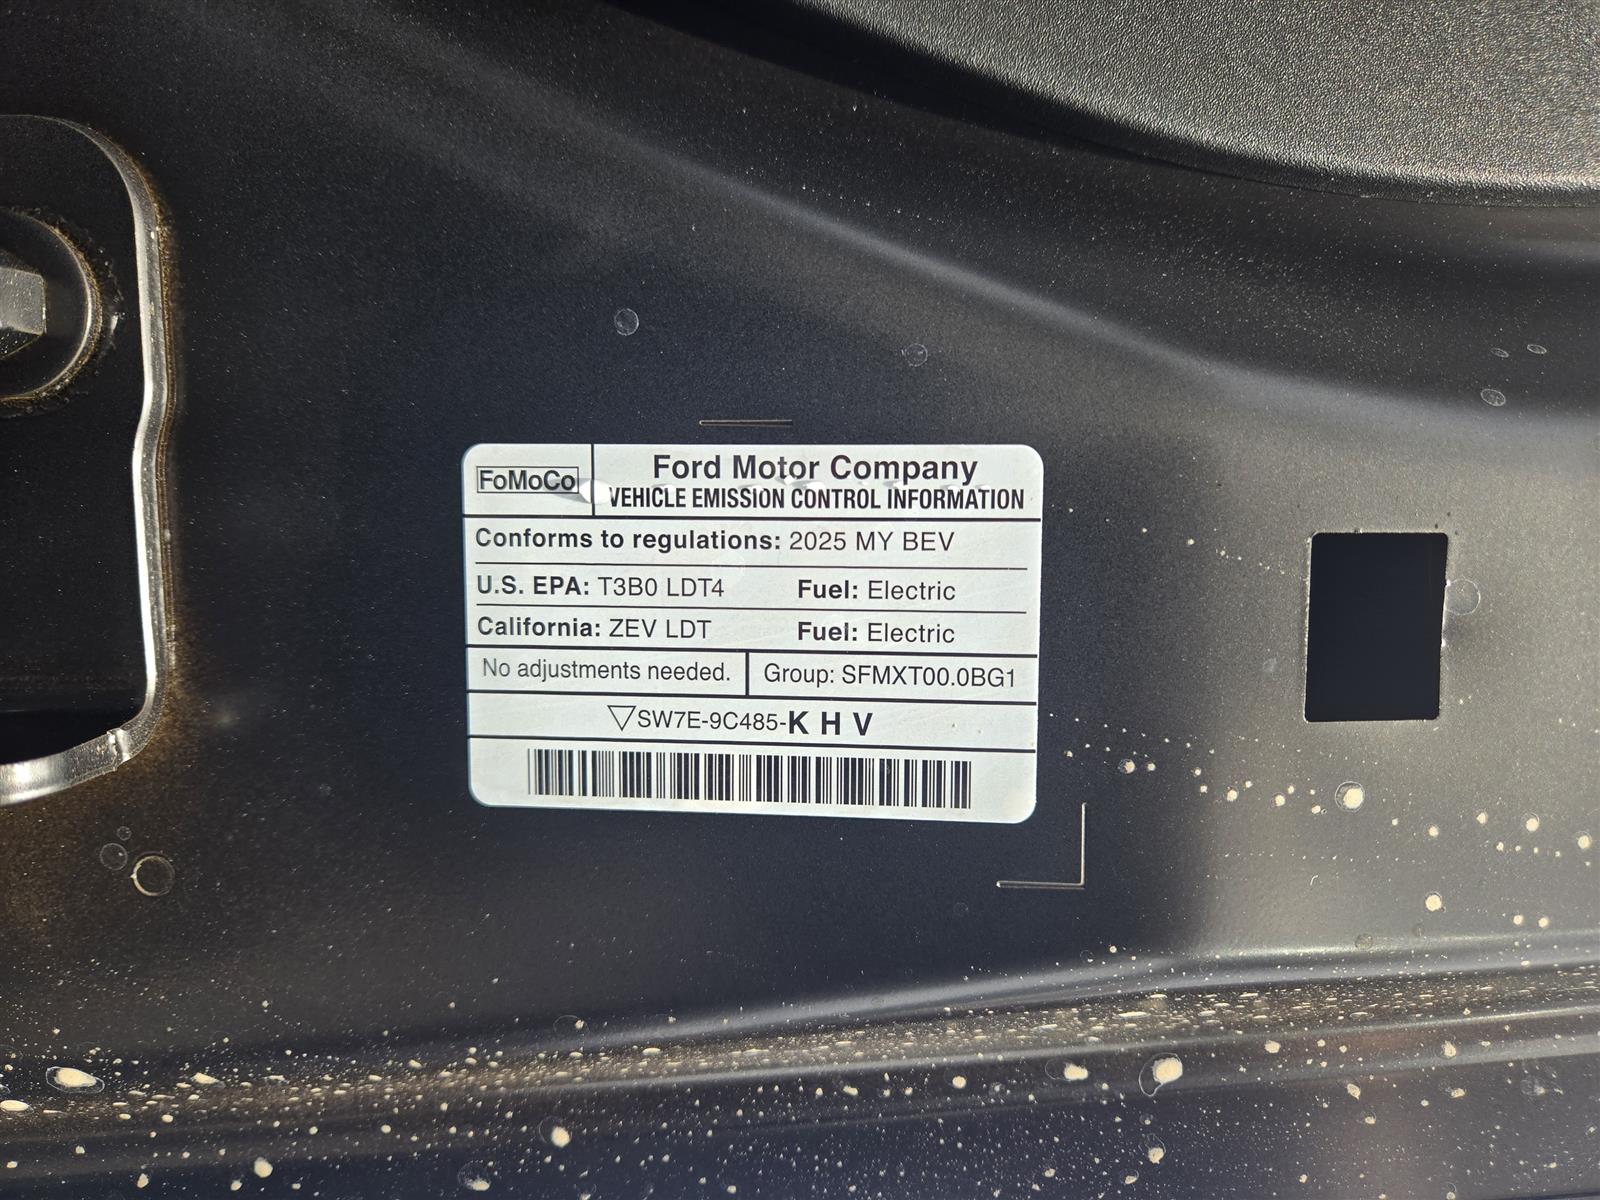 FoMoCo
Ford Motor Company
VEHICLE EMISSION CONTROL INFORMATION
Conforms to regulations: 2025 MY BEV
U.S. EPA: T3B0 LDT4 Fuel: Electric
California: ZEV LDT Fuel: Electric
No adjustments needed. Group: SFMXT00.0BG1
▽SW7E-9C485-K H V